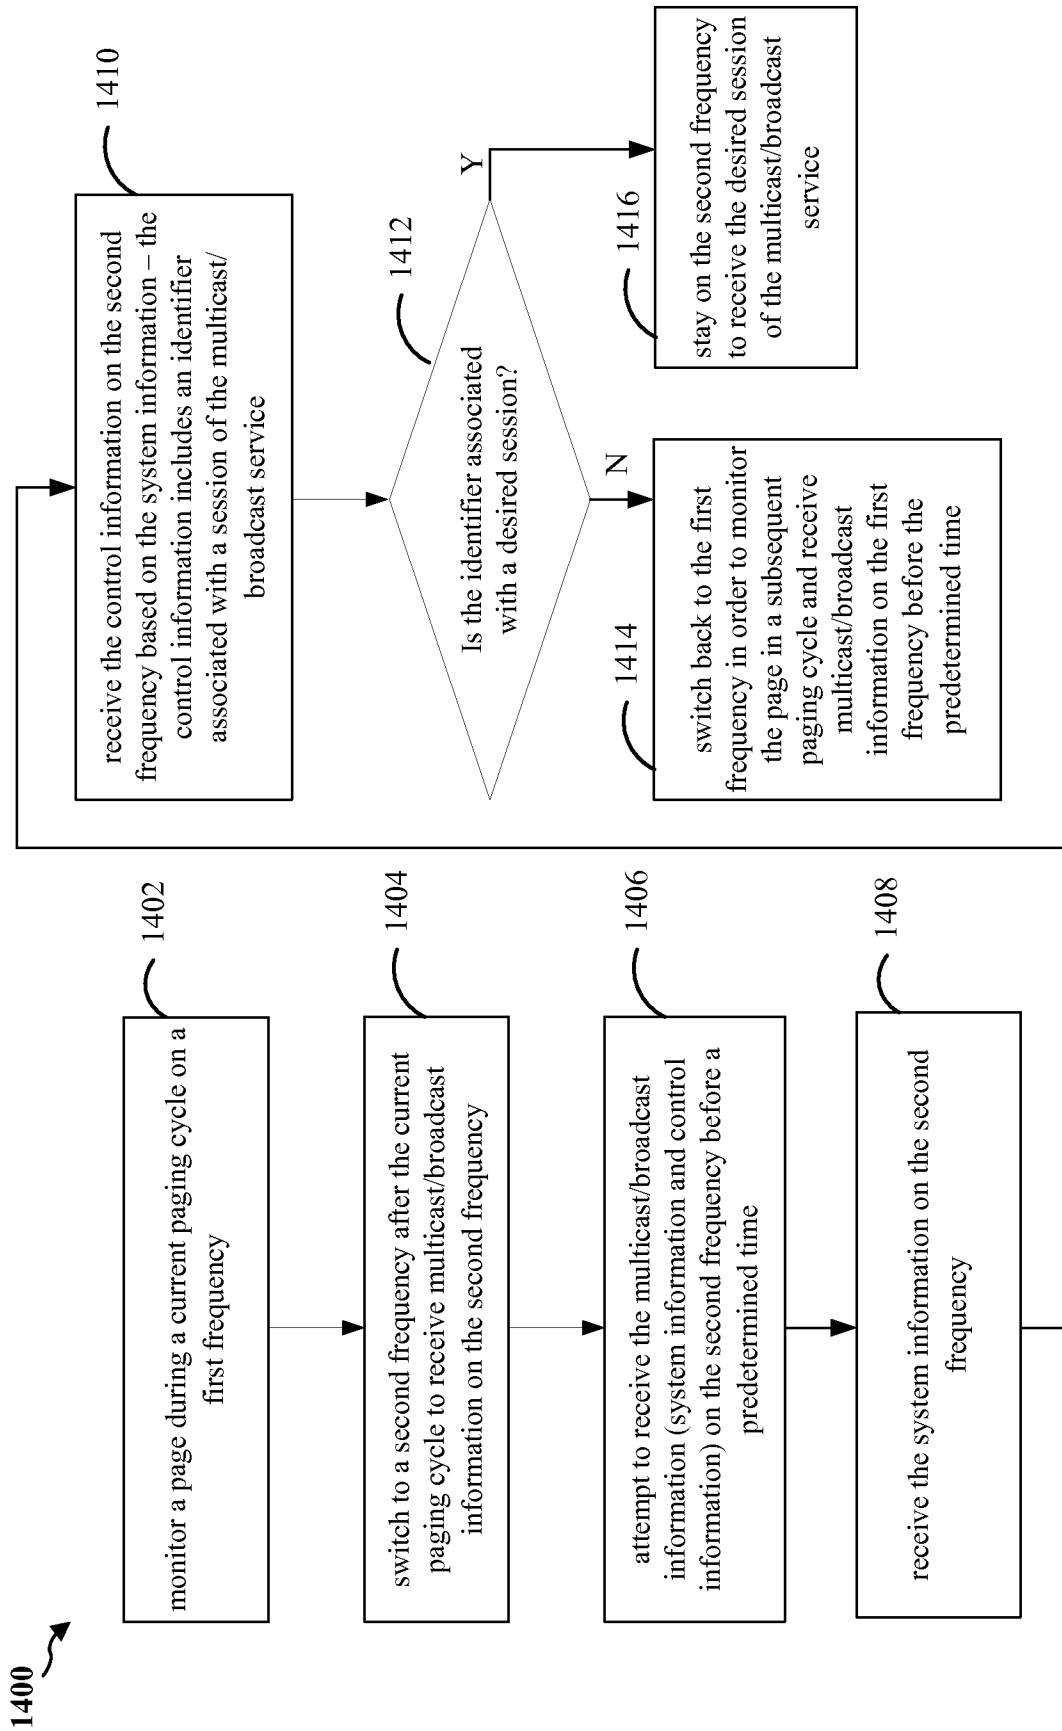 1400
1402
monitor a page during a current paging cycle on a
first frequency
1404
switch to a second frequency after the current
paging cycle to receive multicast/broadcast
information on the second frequency
1406
attempt to receive the multicast/broadcast
information (system information and control
information) on the second frequency before a
predetermined time
1408
receive the system information on the second
frequency
1410
receive the control information on the second
frequency based on the system information – the
control information includes an identifier
associated with a session of the multicast/
broadcast service
1412
Is the identifier associated
with a desired session?
Y
N
1414
switch back to the first
frequency in order to monitor
the page in a subsequent
paging cycle and receive
multicast/broadcast
information on the first
frequency before the
predetermined time
1416
stay on the second frequency
to receive the desired session
of the multicast/broadcast
service